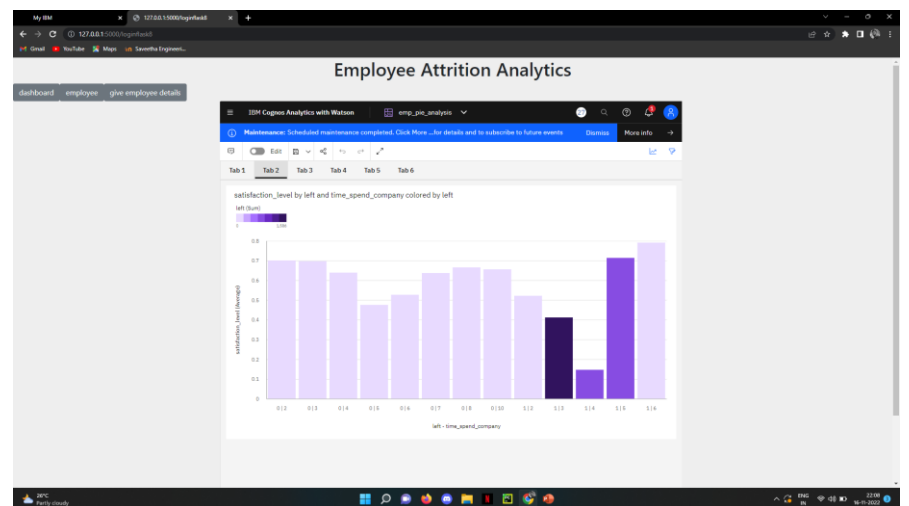 My IBM
127.0.0.1:5000/loginflask8
127.0.0.1:5000/loginflask8
Gmail YouTube Maps Saveetha Engineeri...
Employee Attrition Analytics
dashboard employee give employee details
IBM Cognos Analytics with Watson emp_pie_analysis
Maintenance: Scheduled maintenance completed. Click More ...for details and to subscribe to future events Dismiss More info
Edit
Tab 1 Tab 2 Tab 3 Tab 4 Tab 5 Tab 6
satisfaction_level by left and time_spend_company colored by left
left (Sum)
0
satisfaction_level (Average)
0.8
0.7
0.6
0.5
0.4
0.3
0.2
0.1
0
0|2 0|3 0|4 0|5 0|6 0|7 0|8 0|10 1|2 1|3 1|4 1|5 1|6
left - time_spend_company
26°C
Partly cloudy
ENG
IN
22:08
16-11-2022